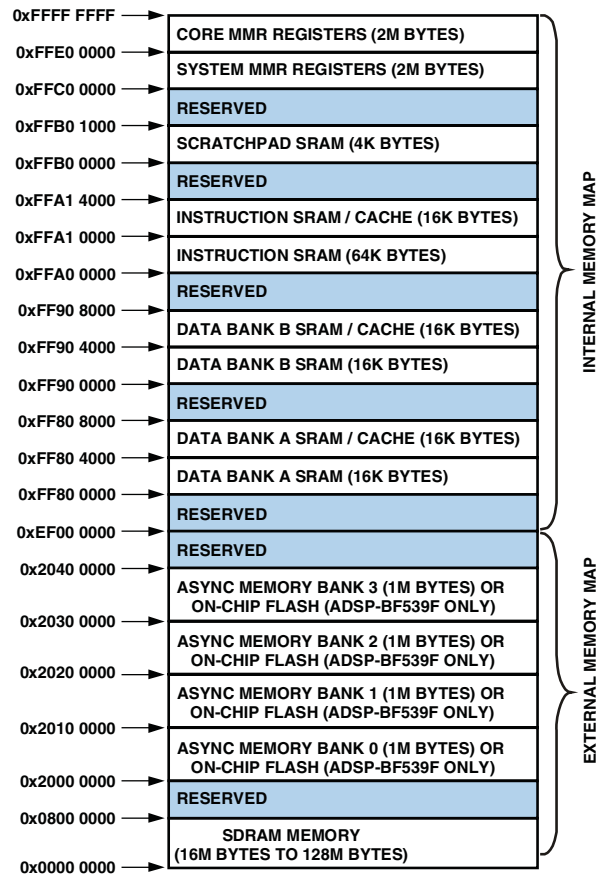 0xFFFF FFFF
CORE MMR REGISTERS (2M BYTES)
0xFFE0 0000
SYSTEM MMR REGISTERS (2M BYTES)
0xFFC0 0000
RESERVED
0xFFB0 1000
SCRATCHPAD SRAM (4K BYTES)
0xFFB0 0000
RESERVED
0xFFA1 4000
INSTRUCTION SRAM / CACHE (16K BYTES)
0xFFA1 0000
INSTRUCTION SRAM (64K BYTES)
0xFFA0 0000
RESERVED
0xFF90 8000
DATA BANK B SRAM / CACHE (16K BYTES)
0xFF90 4000
DATA BANK B SRAM (16K BYTES)
0xFF90 0000
RESERVED
0xFF80 8000
DATA BANK A SRAM / CACHE (16K BYTES)
0xFF80 4000
DATA BANK A SRAM (16K BYTES)
0xFF80 0000
RESERVED
0xEF00 0000
RESERVED
0x2040 0000
ASYNC MEMORY BANK 3 (1M BYTES) OR
ON-CHIP FLASH (ADSP-BF539F ONLY)
0x2030 0000
ASYNC MEMORY BANK 2 (1M BYTES) OR
ON-CHIP FLASH (ADSP-BF539F ONLY)
0x2020 0000
ASYNC MEMORY BANK 1 (1M BYTES) OR
ON-CHIP FLASH (ADSP-BF539F ONLY)
0x2010 0000
ASYNC MEMORY BANK 0 (1M BYTES) OR
ON-CHIP FLASH (ADSP-BF539F ONLY)
0x2000 0000
RESERVED
0x0800 0000
SDRAM MEMORY
(16M BYTES TO 128M BYTES)
0x0000 0000
INTERNAL MEMORY MAP
EXTERNAL MEMORY MAP